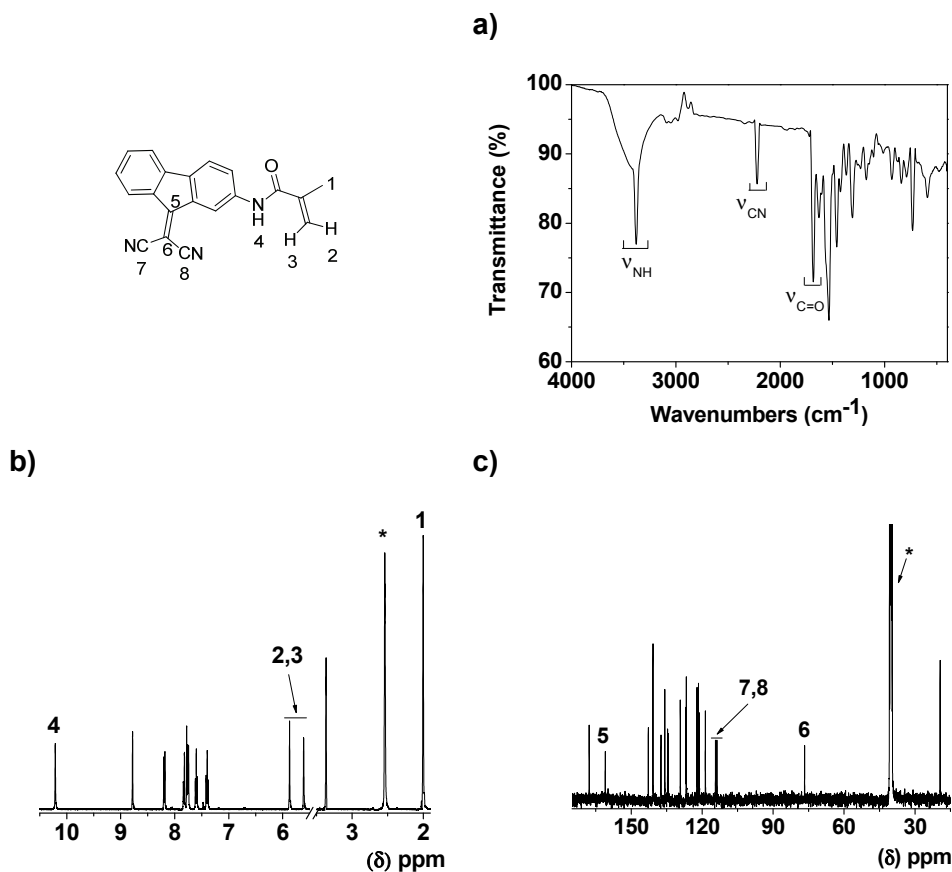 a)
100
90
80
70
60
Transmittance (%)
νNH
νCN
νC=O
4000 3000 2000 1000
Wavenumbers (cm-1)
O
1
N
H
4
H H
3 2
5
NC 6 CN
7 8
b)
4
2,3
*
1
10 9 8 7 6 3 2
(δ) ppm
c)
5
7,8
6
*
150 120 90 60 30
(δ) ppm